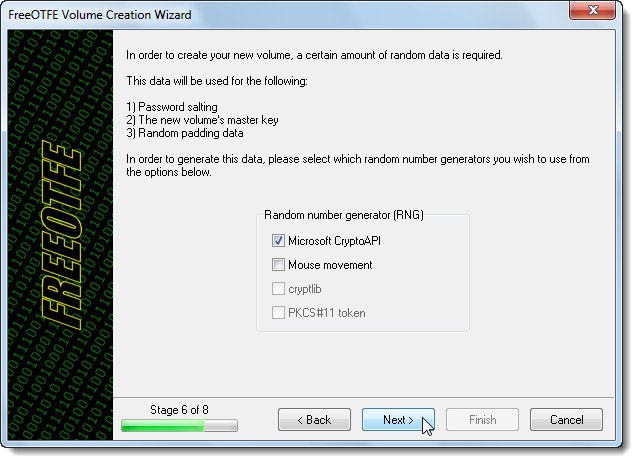 FreeOTFE Volume Creation Wizard
In order to create your new volume, a certain amount of random data is required.
This data will be used for the following:
1) Password salting
2) The new volume's master key
3) Random padding data
In order to generate this data, please select which random number generators you wish to use from
the options below.
FREEOTFE
Random number generator (RNG)
Microsoft CryptoAPI
Mouse movement
cryptlib
PKCS#11 token
Stage 6 of 8
< Back
Next >
Finish
Cancel